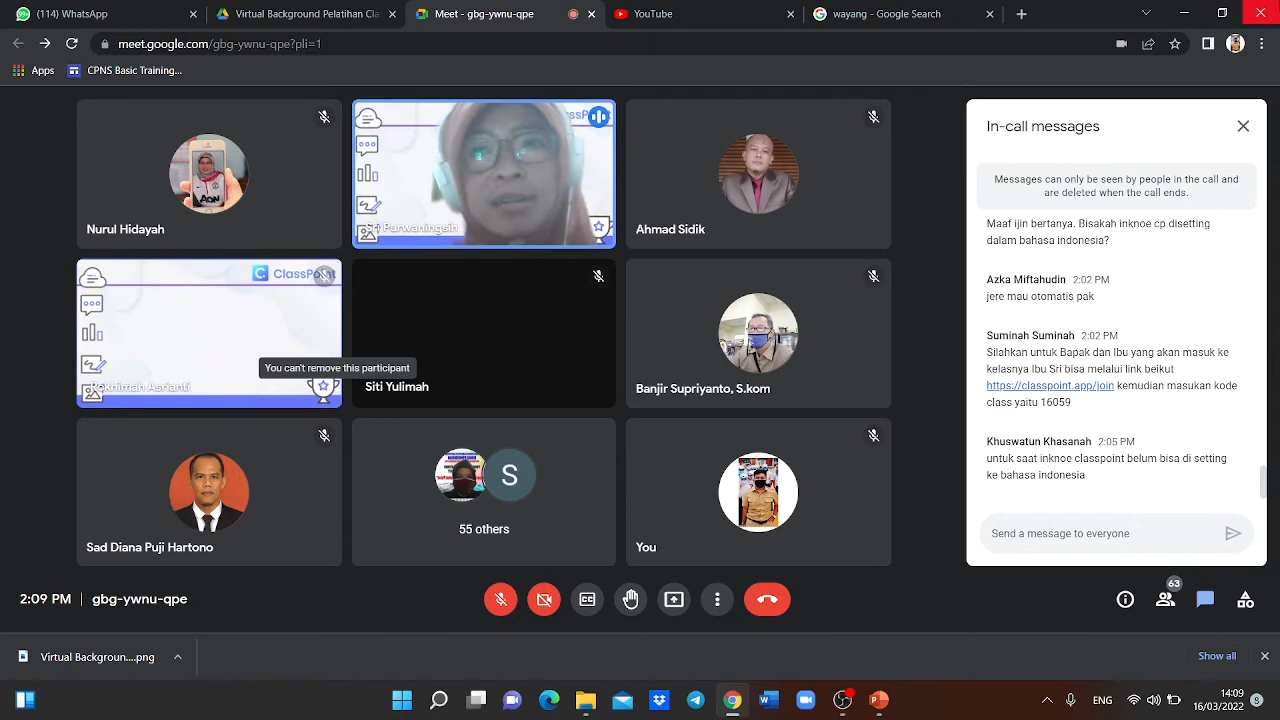 (114) WhatsApp
Virtual Background Pelatihan Cla
Meet - gbg-ywnu-qpe
YouTube
wayang - Google Search
meet.google.com/gbg-ywnu-qpe?pli=1
Apps
CPNS Basic Training...
Nurul Hidayah
Sri Purwaningsih
Ahmad Sidik
ClassPoint
You can't remove this participant
Rokhimah Asrianti
Siti Yulimah
Banjir Supriyanto, S.kom
Sad Diana Puji Hartono
S
55 others
You
In-call messages
Messages can only be seen by people in the call and
are deleted when the call ends.
Maaf ijin bertanya. Bisakah inknoe cp disetting
dalam bahasa indonesia?
Azka Miftahudin 2:02 PM
jere mau otomatis pak
Suminah Suminah 2:02 PM
Silahkan untuk Bapak dan Ibu yang akan masuk ke
kelasnya Ibu Sri bisa melalui link beikut
https://classpoint.app/join kemudian masukan kode
class yaitu 16059
Khuswatun Khasanah 2:05 PM
untuk saat inknoe classpoint belum bisa di setting
ke bahasa indonesia
Send a message to everyone
2:09 PM | gbg-ywnu-qpe
63
Virtual Backgroun....png
Show all
ENG
14:09
16/03/2022